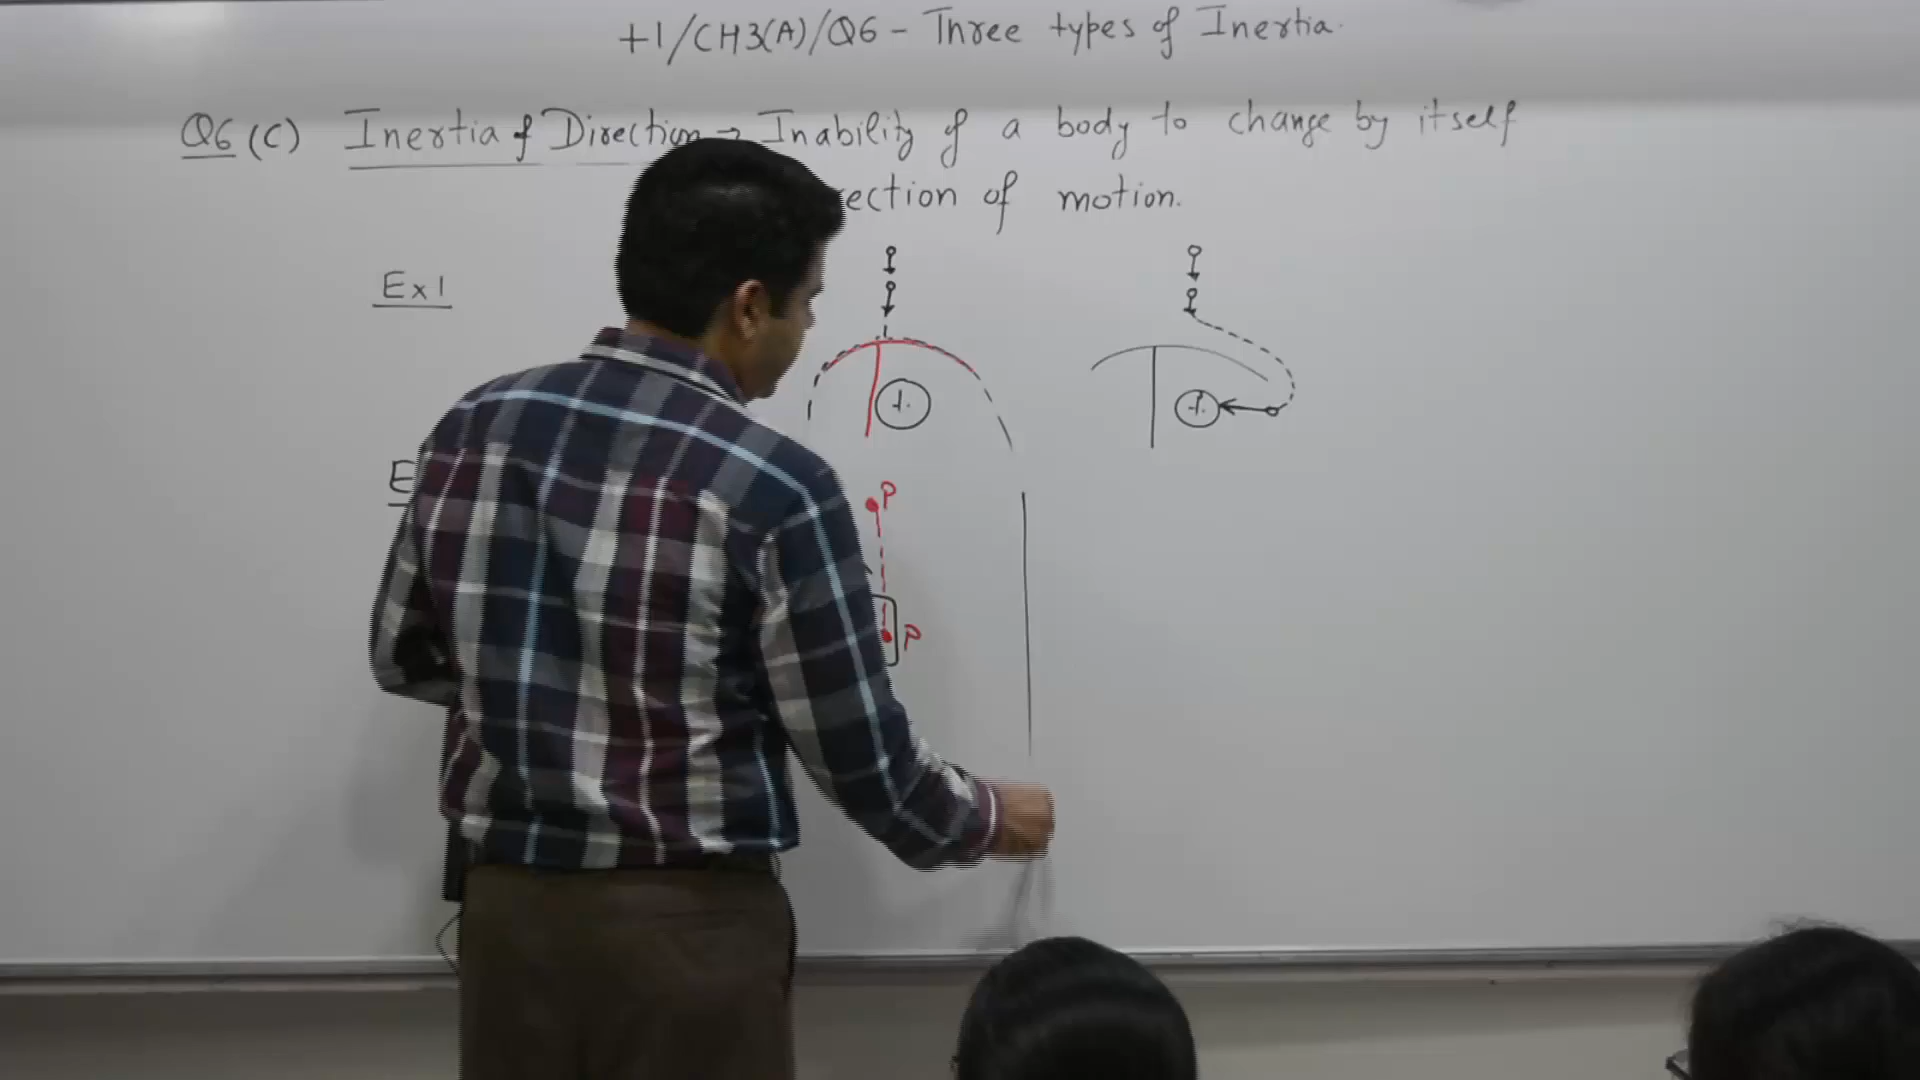 +1/CH3(A)/Q6 - Three types of Inertia.
Q6 (C) Inertia of Direction → Inability of a body to change by itself
ection of motion.
Ex1
P
P